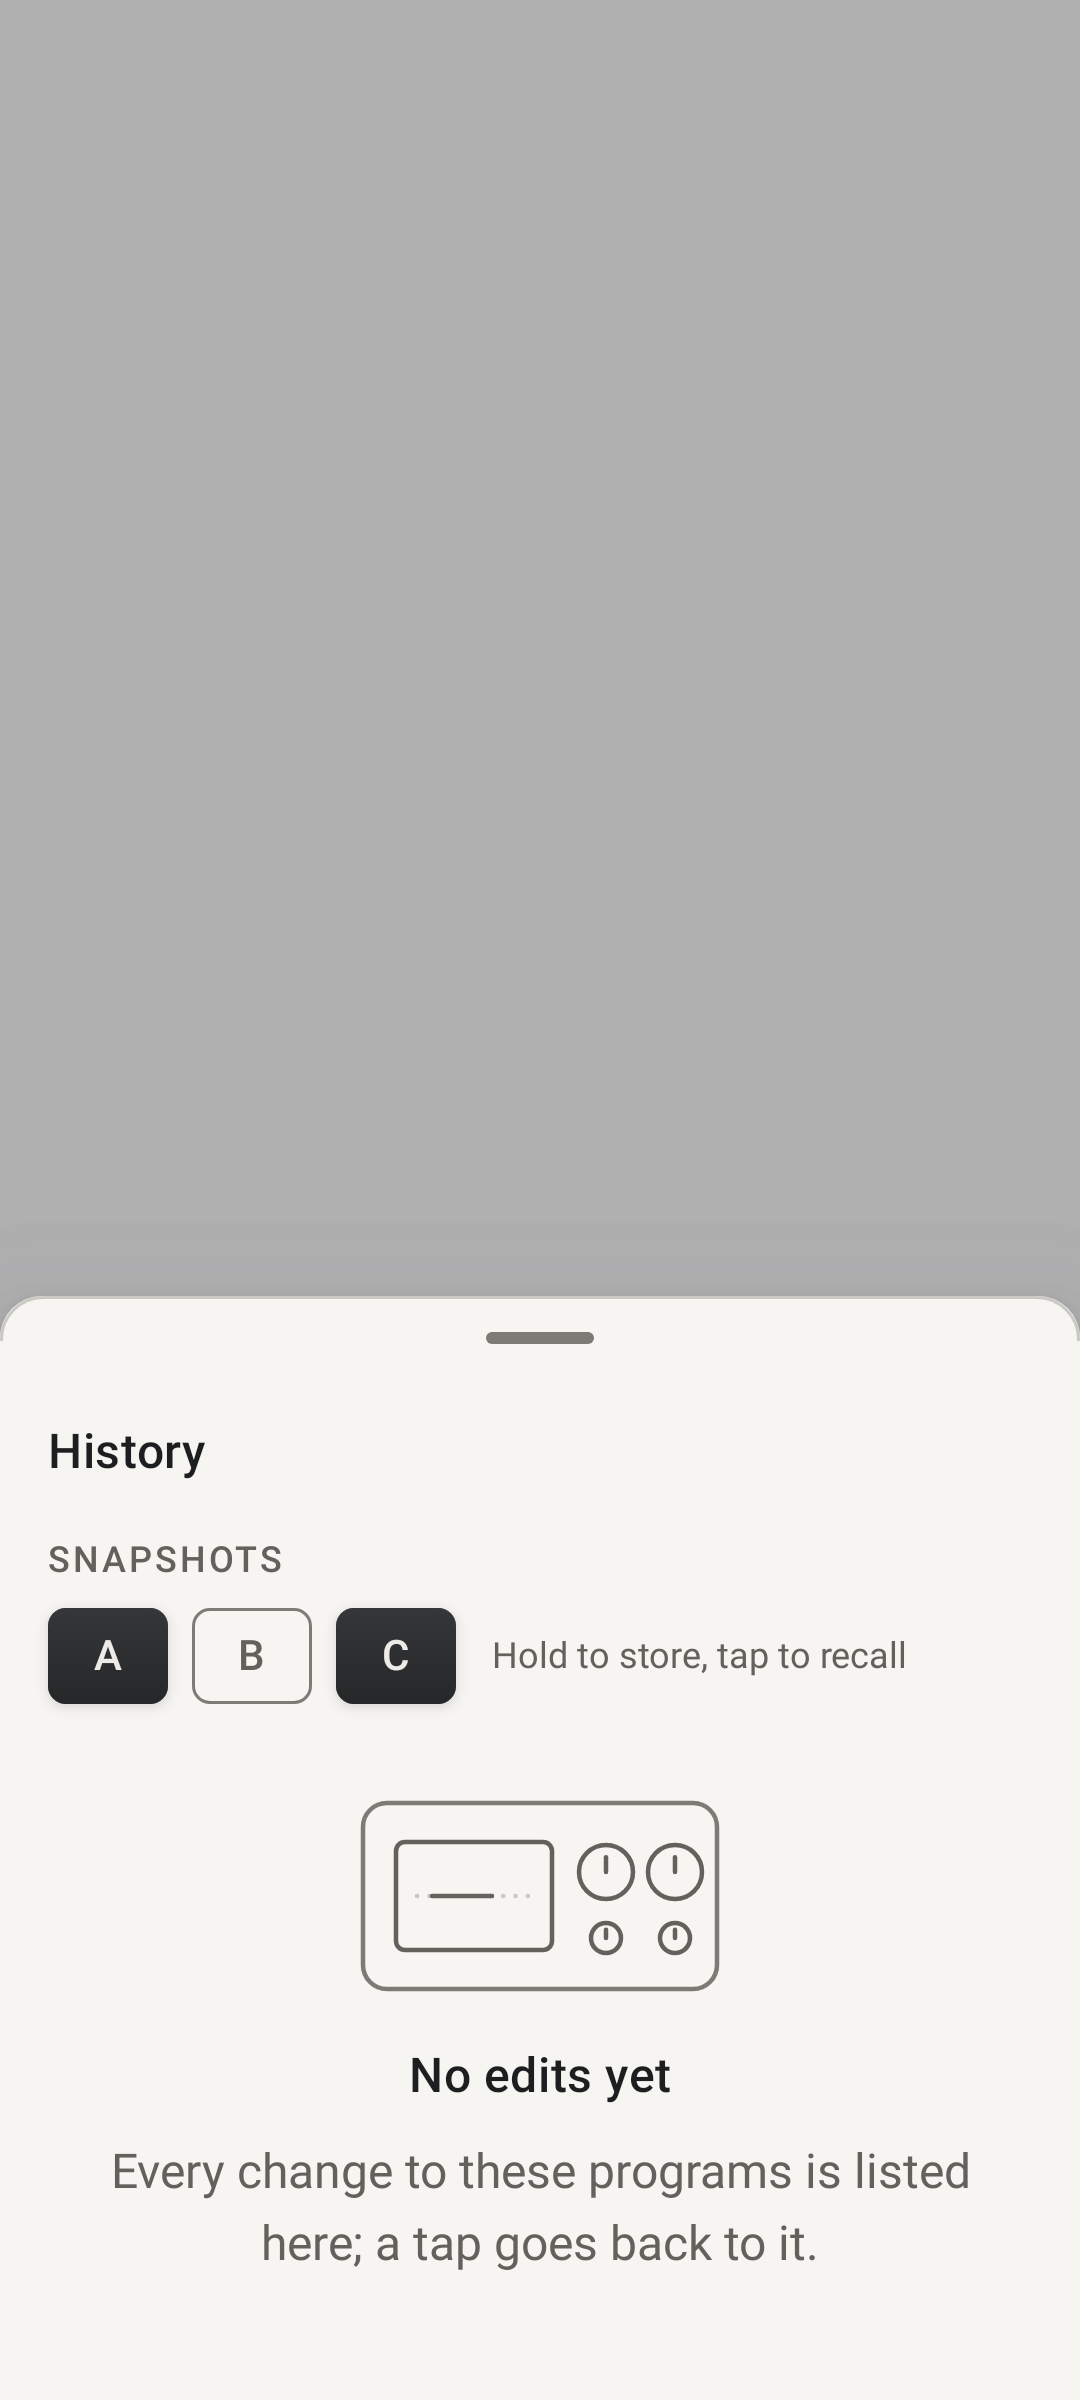 History
SNAPSHOTS
A B C Hold to store, tap to recall
No edits yet
Every change to these programs is listed
here; a tap goes back to it.